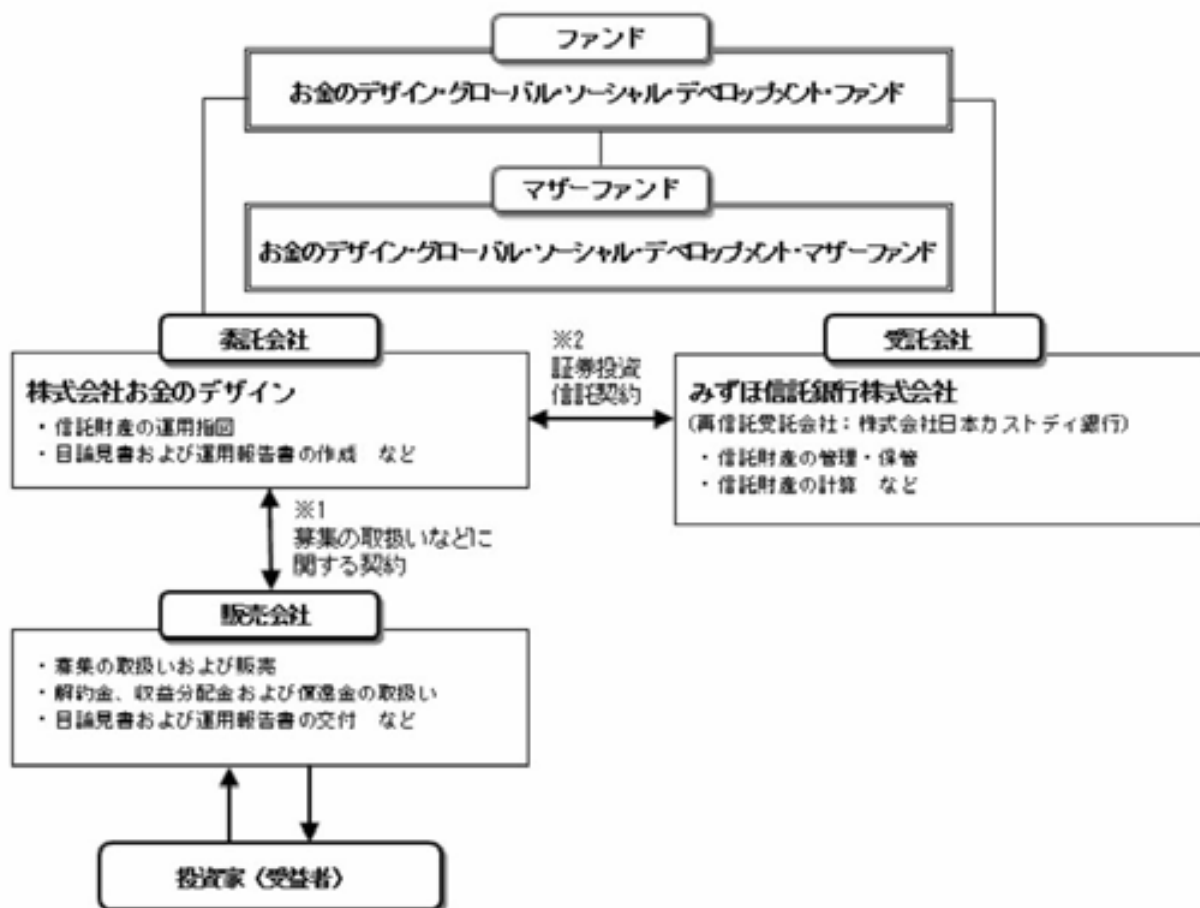 ファンド
お金のデザイン・グローバル・ソーシャル・デベロップメント・ファンド
マザーファンド
お金のデザイン・グローバル・ソーシャル・デベロップメント・マザーファンド
委託会社
株式会社お金のデザイン
・信託財産の運用指図
・目論見書および運用報告書の作成 など
※2
証券投資
信託契約
受託会社
みずほ信託銀行株式会社
(再信託受託会社：株式会社日本カストディ銀行)
・信託財産の管理・保管
・信託財産の計算 など
※1
募集の取扱いなどに
関する契約
販売会社
・募集の取扱いおよび販売
・解約金、収益分配金および償還金の取扱い
・目論見書および運用報告書の交付 など
投資家（受益者）